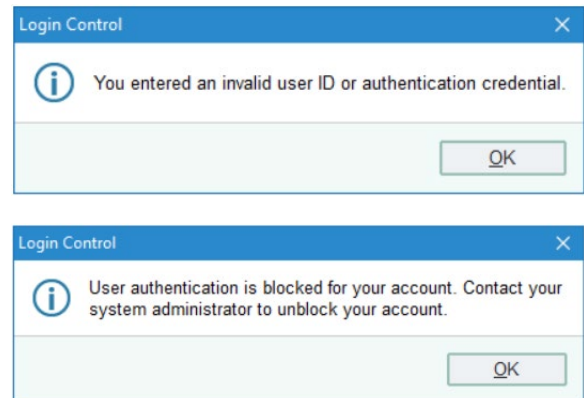 Login Control
You entered an invalid user ID or authentication credential.
OK
Login Control
User authentication is blocked for your account. Contact your
system administrator to unblock your account.
OK